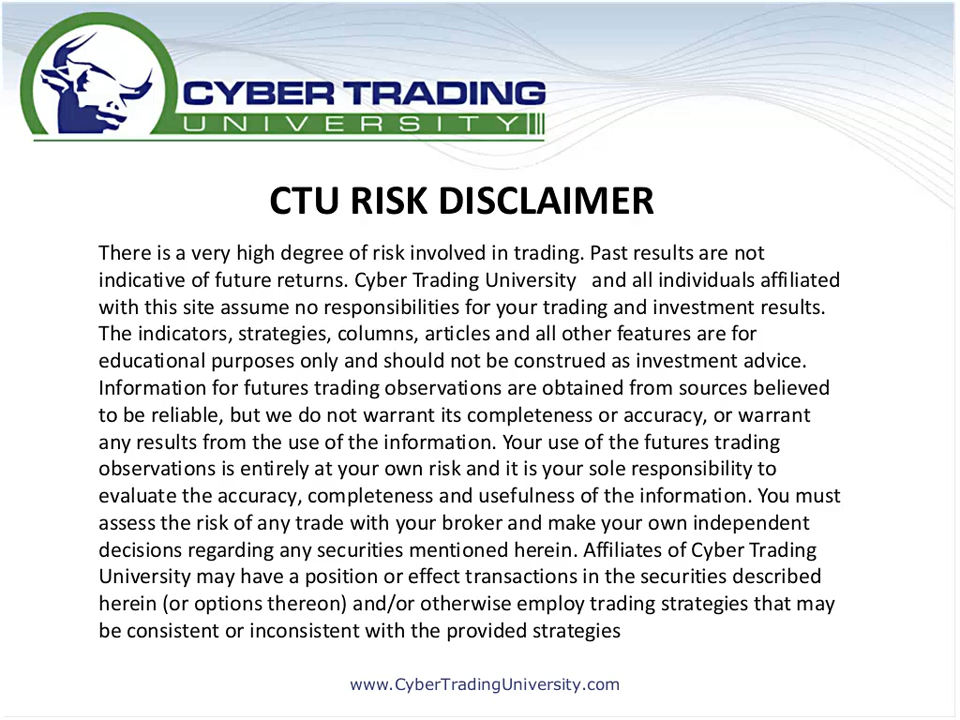 CYBER TRADING
UNIVERSITY
CTU RISK DISCLAIMER
There is a very high degree of risk involved in trading. Past results are not
indicative of future returns. Cyber Trading University   and all individuals affiliated
with this site assume no responsibilities for your trading and investment results.
The indicators, strategies, columns, articles and all other features are for
educational purposes only and should not be construed as investment advice.
Information for futures trading observations are obtained from sources believed
to be reliable, but we do not warrant its completeness or accuracy, or warrant
any results from the use of the information. Your use of the futures trading
observations is entirely at your own risk and it is your sole responsibility to
evaluate the accuracy, completeness and usefulness of the information. You must
assess the risk of any trade with your broker and make your own independent
decisions regarding any securities mentioned herein. Affiliates of Cyber Trading
University may have a position or effect transactions in the securities described
herein (or options thereon) and/or otherwise employ trading strategies that may
be consistent or inconsistent with the provided strategies
www.CyberTradingUniversity.com